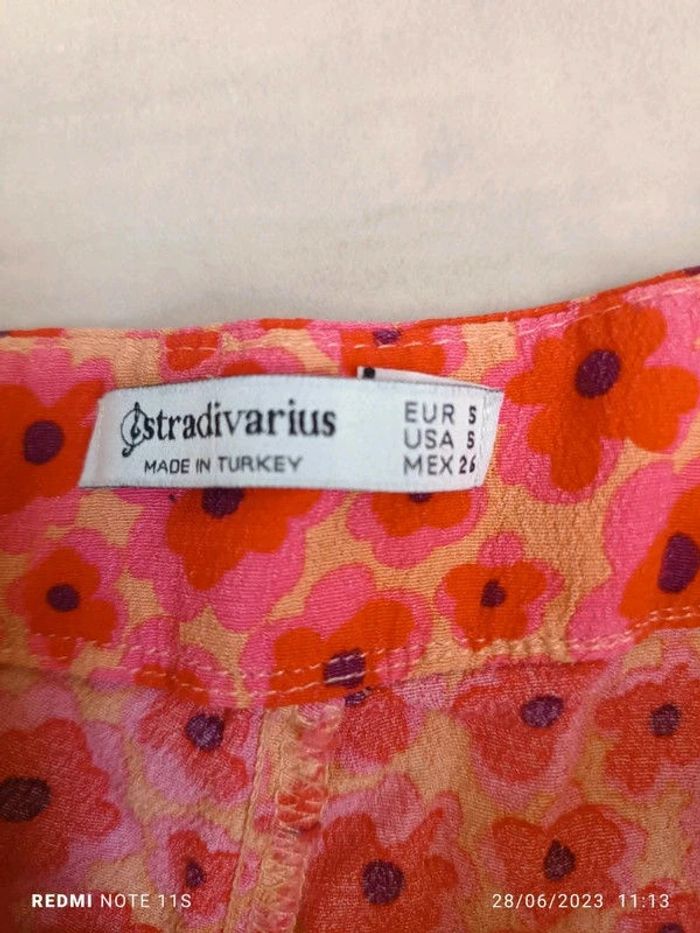 stradivarius
MADE IN TURKEY
EUR S
USA S
MEX 26
REDMI NOTE 11S
28/06/2023 11:13